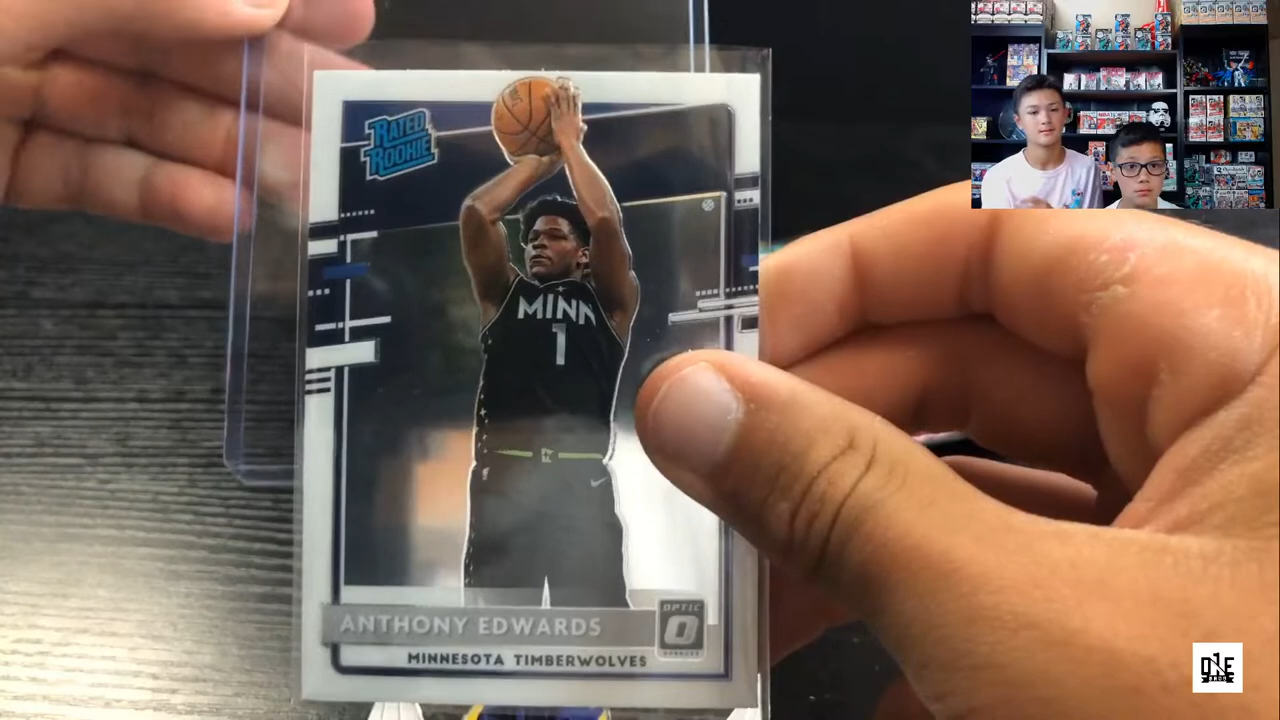 RATED
ROOKIE
MINN
1
ANTHONY EDWARDS
OPTIC
MINNESOTA TIMBERWOLVES